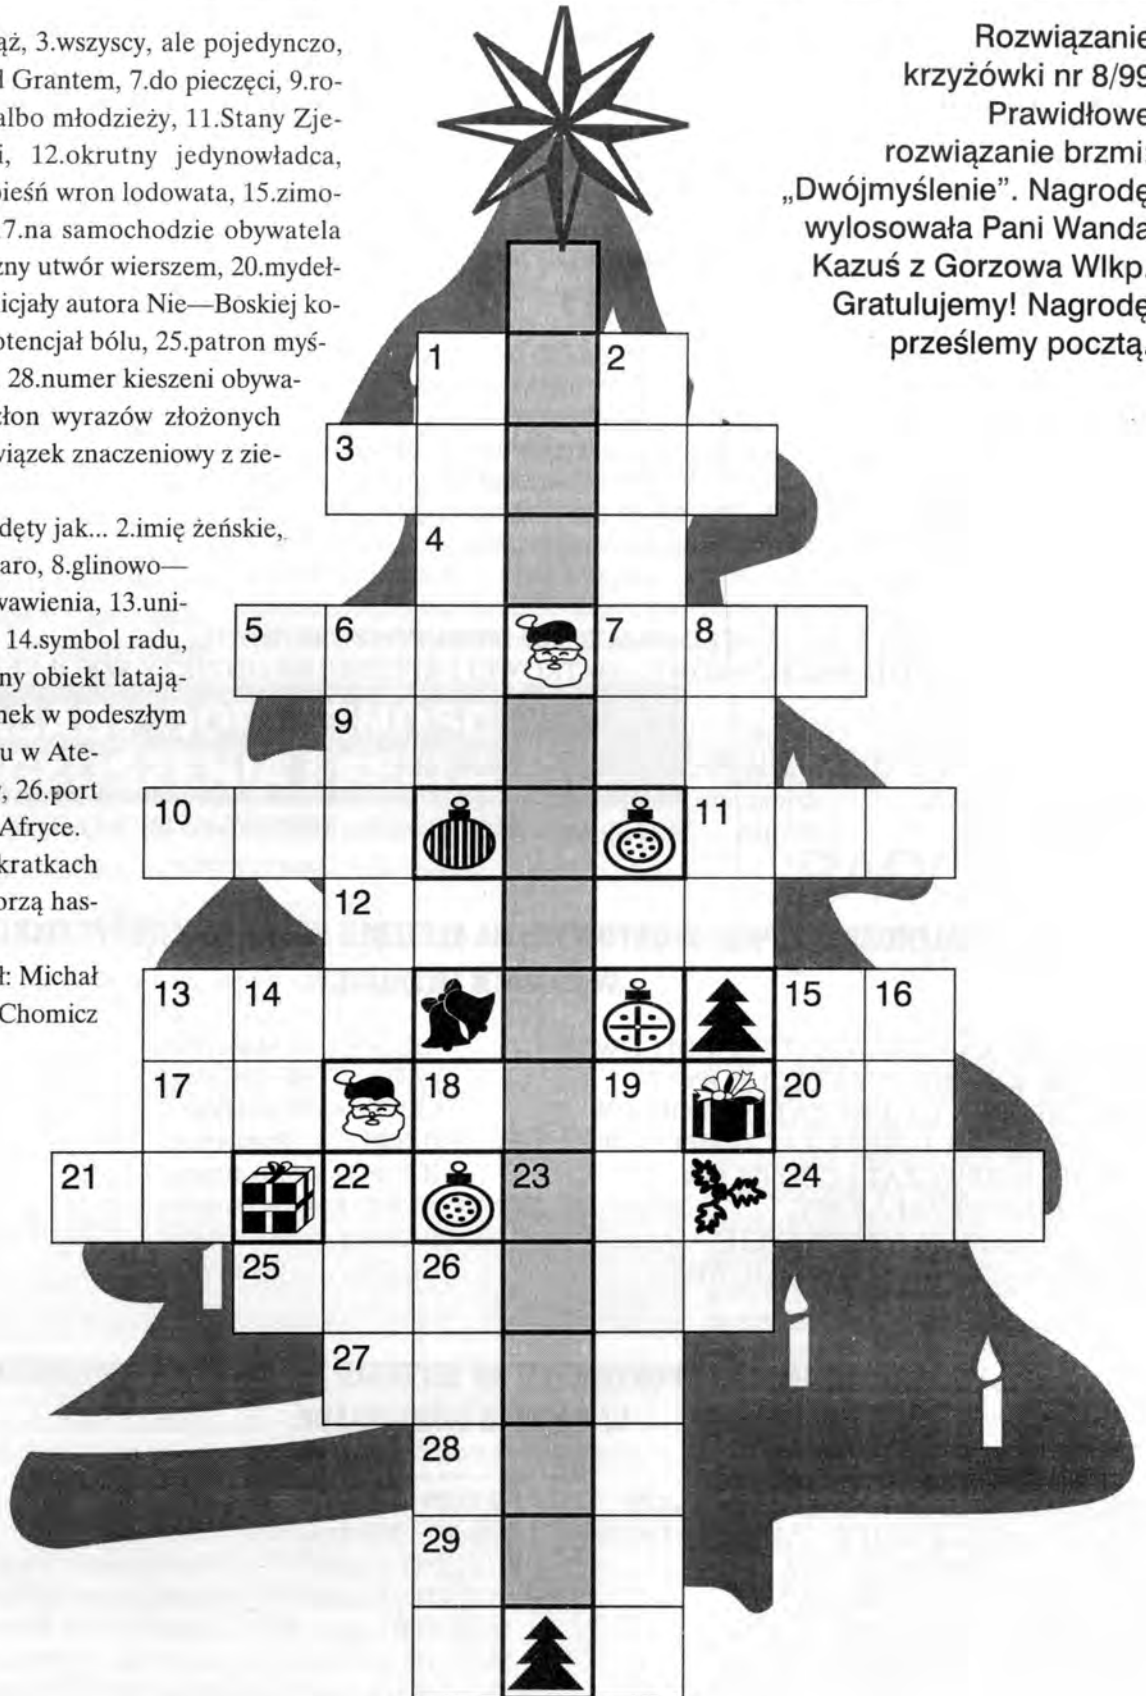 ąż, 3.wszyscy, ale pojedynczo,
d Grantem, 7.do pieczęci, 9.ro-
albo młodzieży, 11.Stany Zje-
i, 12.okrutny jedynowładca,
pieśń wron lodowata, 15.zimo-
17.na samochodzie obywatela
zny utwór wierszem, 20.mydeł-
icjały autora Nie—Boskiej ko-
otencjał bólu, 25.patron myś-
28.numer kieszeni obywa-
złon wyrazów złożonych
wiązek znaczeniowy z zie-
dęty jak... 2.imię żeńskie,
aro, 8.glinowo—
wawienia, 13.uni-
14.symbol radu,
ny obiekt latają-
nek w podeszłym
u w Ate-
, 26.port
Afryce.
kratkach
orzą has-
ł: Michał
Chomicz
Rozwiązanie
krzyżówki nr 8/99
Prawidłowe
rozwiązanie brzmi:
„Dwójmyślenie”. Nagrodę
wylosowała Pani Wanda
Kazuś z Gorzowa Wlkp.
Gratulujemy! Nagrodę
prześlemy pocztą.
1 2
3
4
5 6 7 8
9
10 11
12
13 14 15 16
17 18 19 20
21 22 23 24
25 26
27
28
29